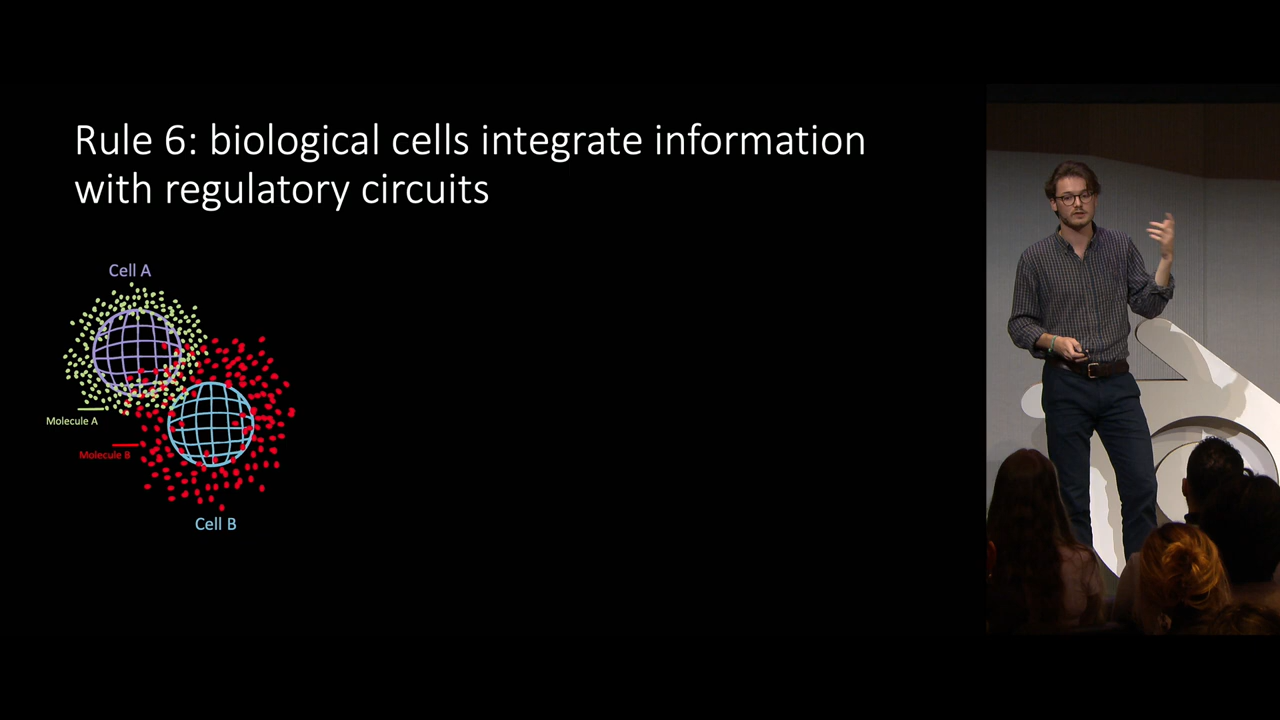 Rule 6: biological cells integrate information
with regulatory circuits
Cell A
Molecule A
Molecule B
Cell B